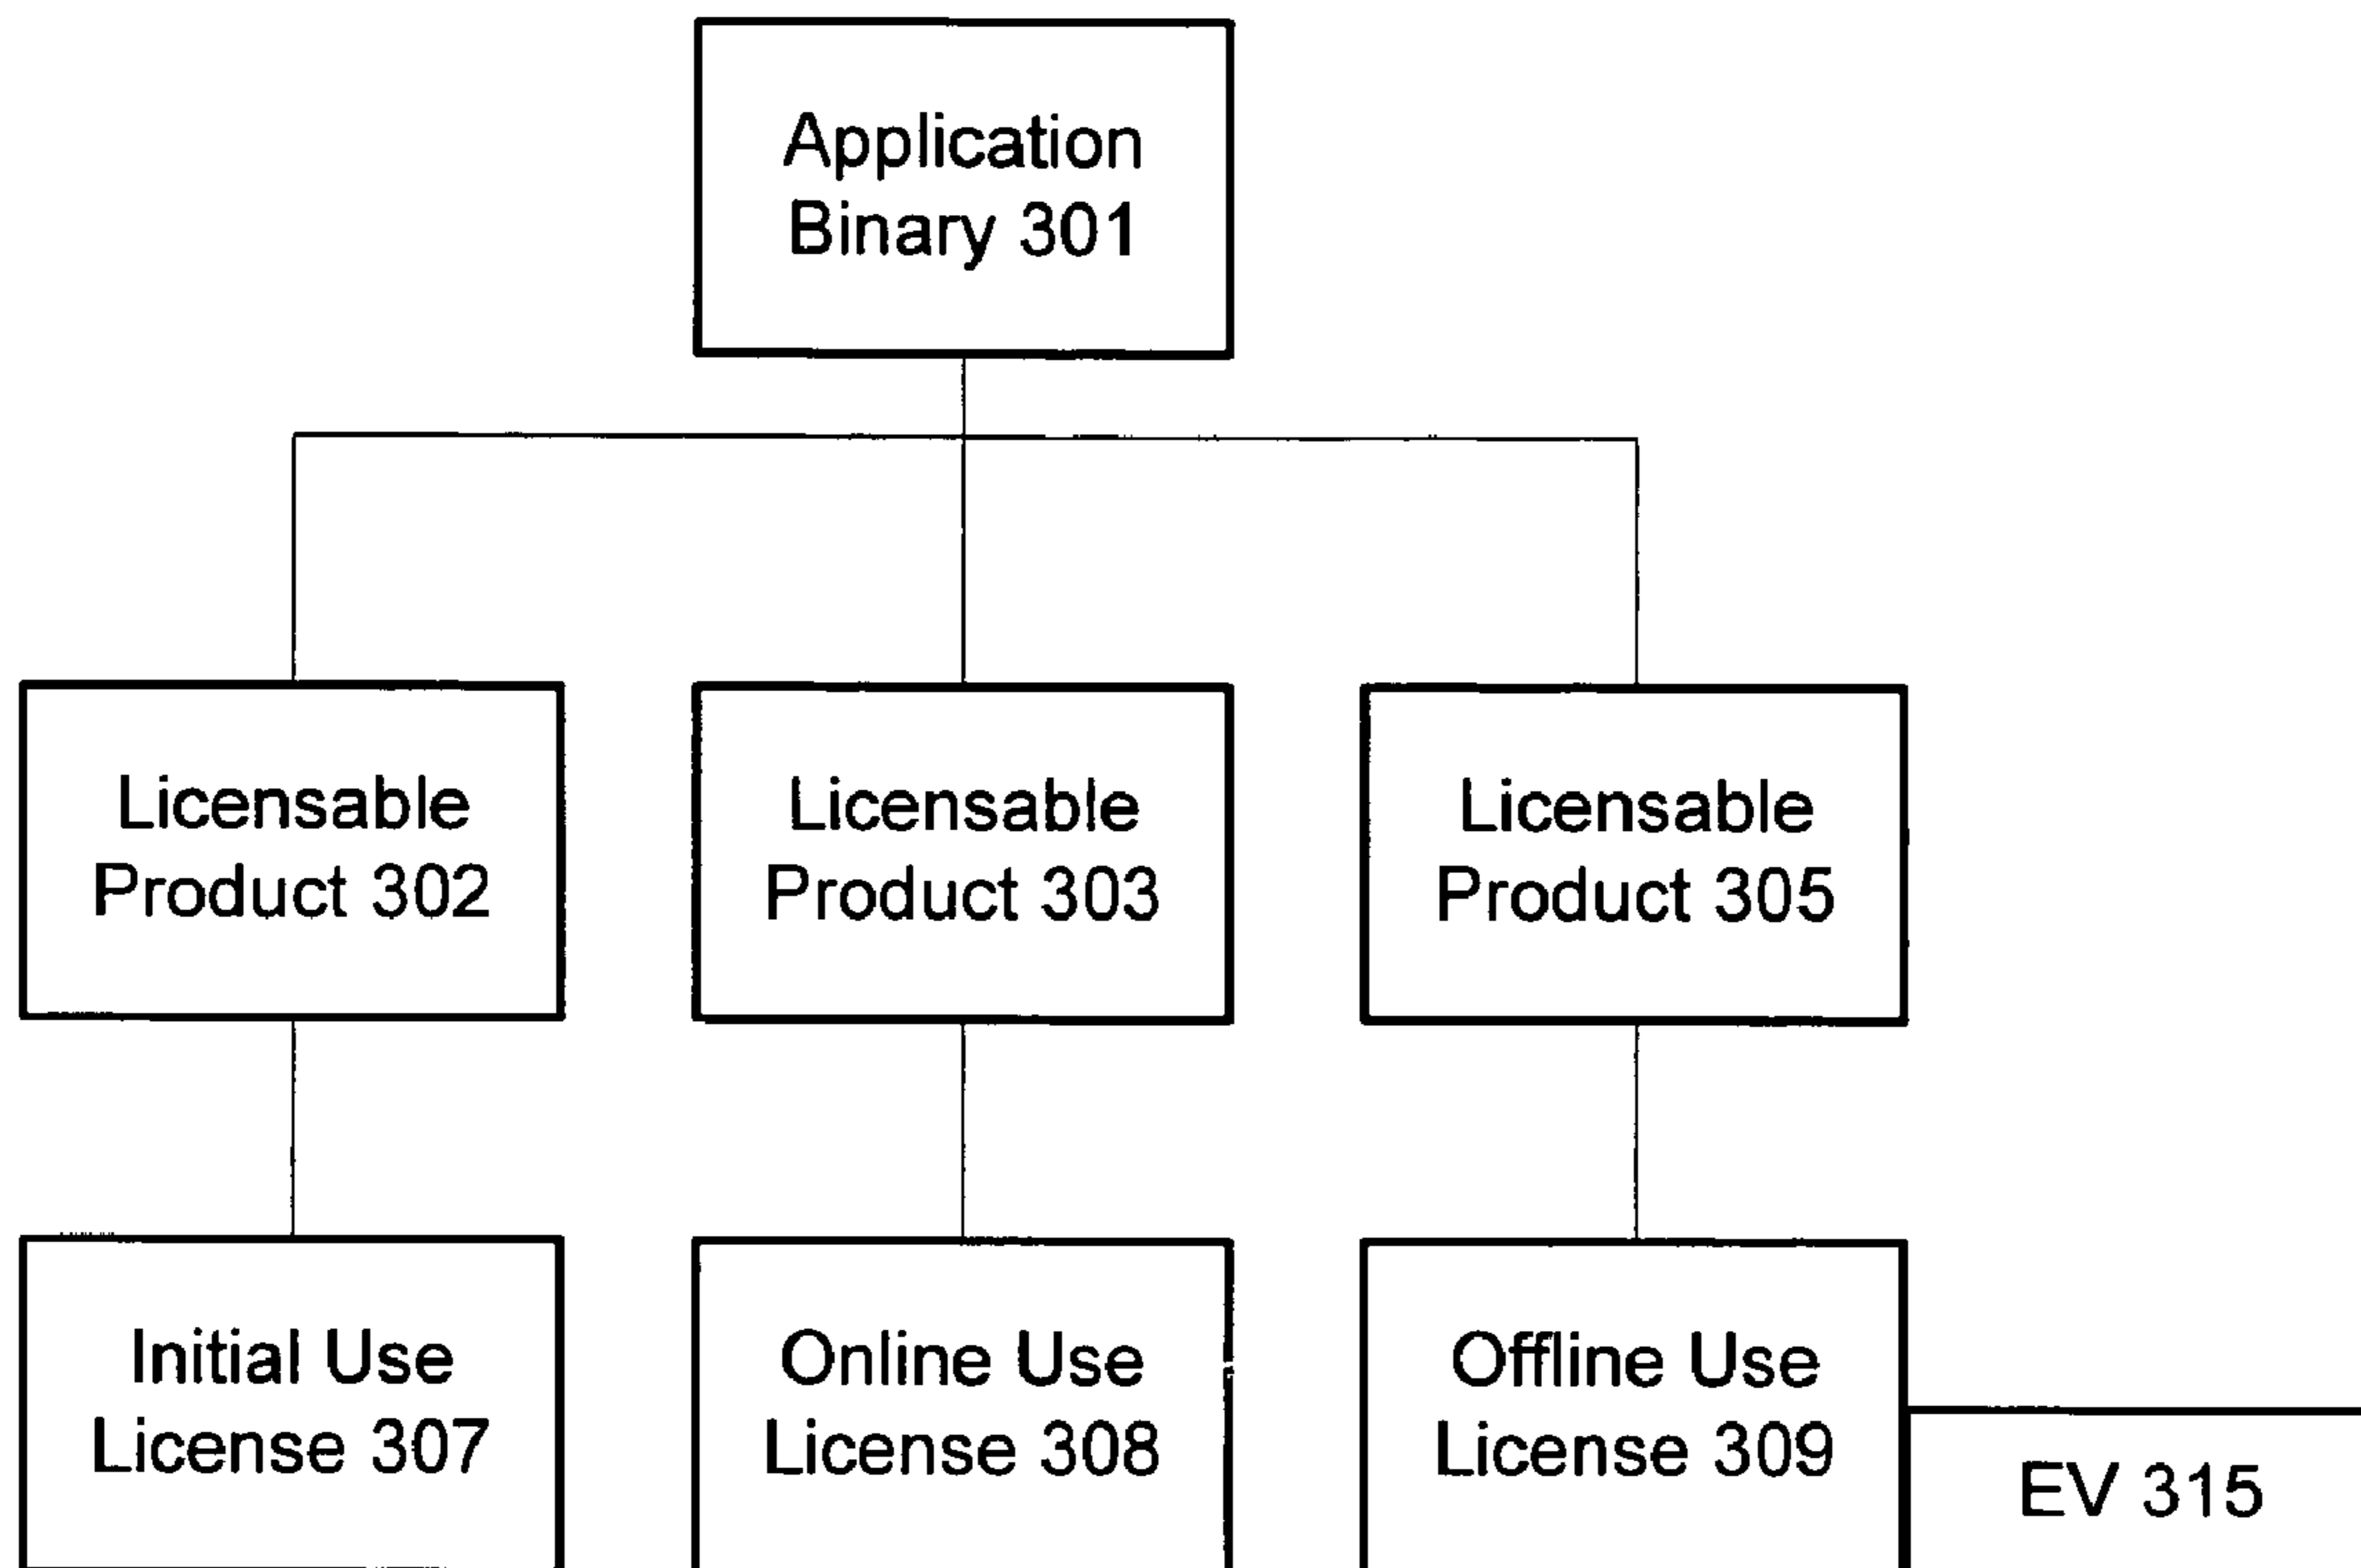 Application
Binary 301
Licensable
Product 302
Licensable
Product 303
Licensable
Product 305
Initial Use
License 307
Online Use
License 308
Offline Use
License 309
EV 315